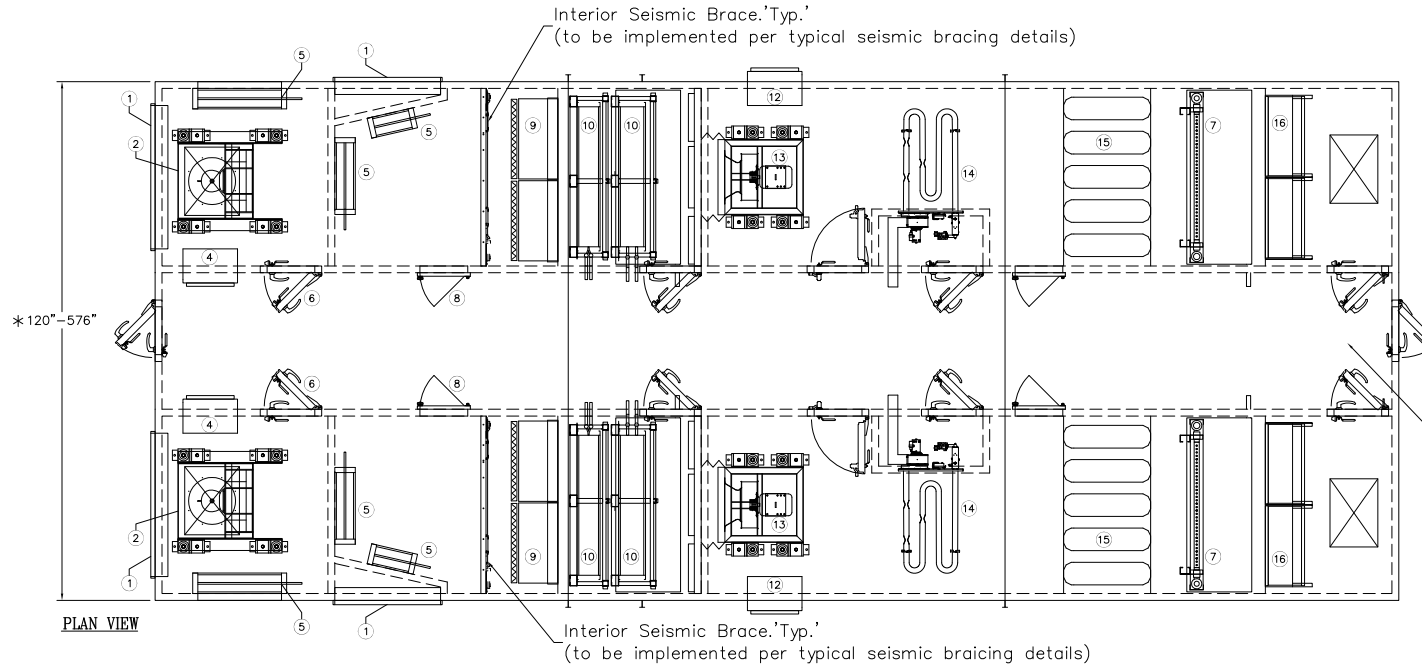 Interior Seismic Brace.'Typ.'
(to be implemented per typical seismic bracing details)
1 5
1 5 12
2 9 10 10 13 7 16
5 15
14
4
6 8
✳120"-576"
6 8
4
5 14
2 9 10 10 13 15 7 16
5
1 12
5 1
PLAN VIEW
Interior Seismic Brace.'Typ.'
(to be implemented per typical seismic braicing details)